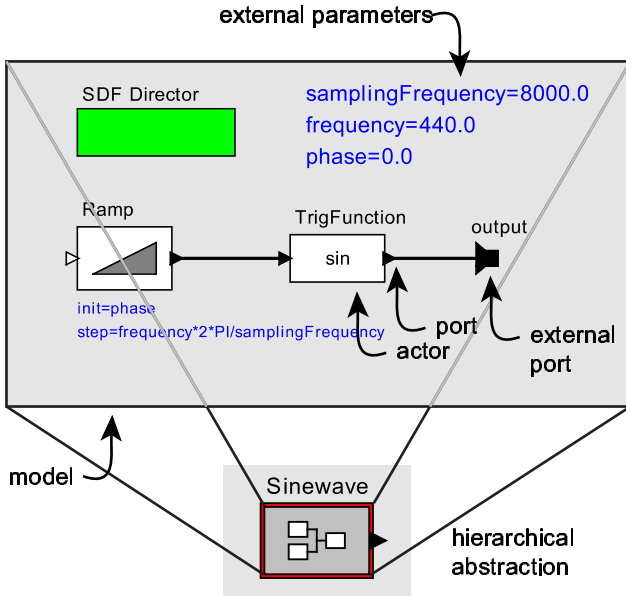 external parameters
SDF Director
samplingFrequency=8000.0
frequency=440.0
phase=0.0
Ramp
TrigFunction
output
sin
init=phase
step=frequency*2*PI/samplingFrequency
port
actor
external
port
model
Sinewave
hierarchical
abstraction